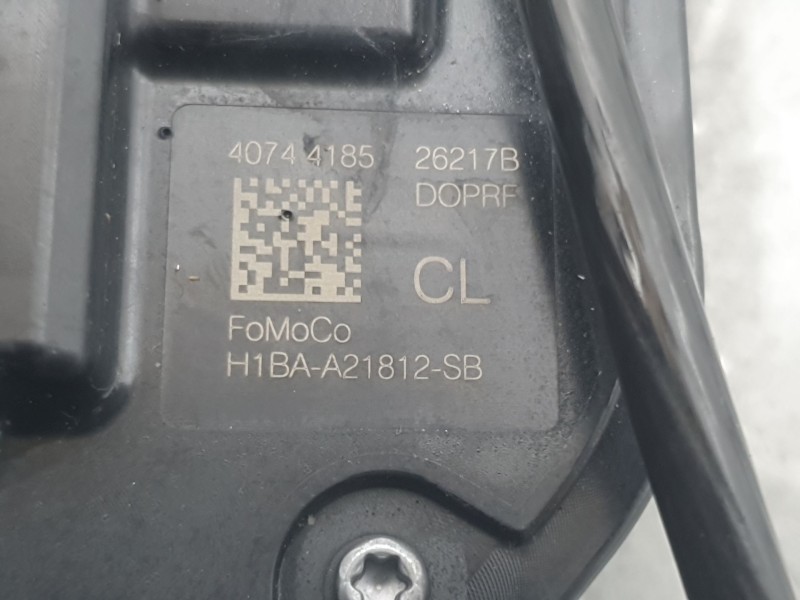 40744185 26217B
DOPRF
CL
FoMoCo
H1BA-A21812-SB